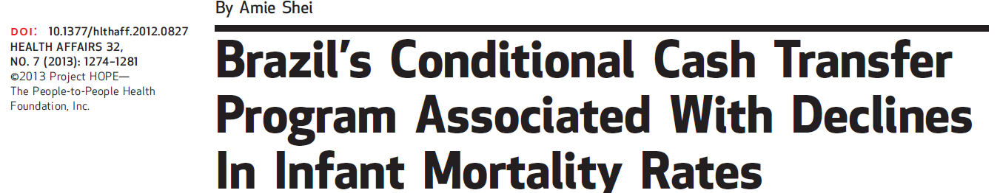 By Amie Shei
DOI: 10.1377/hlthaff.2012.0827
HEALTH AFFAIRS 32,
NO. 7 (2013): 1274–1281
©2013 Project HOPE—
The People-to-People Health
Foundation, Inc.
Brazil’s Conditional Cash Transfer
Program Associated With Declines
In Infant Mortality Rates